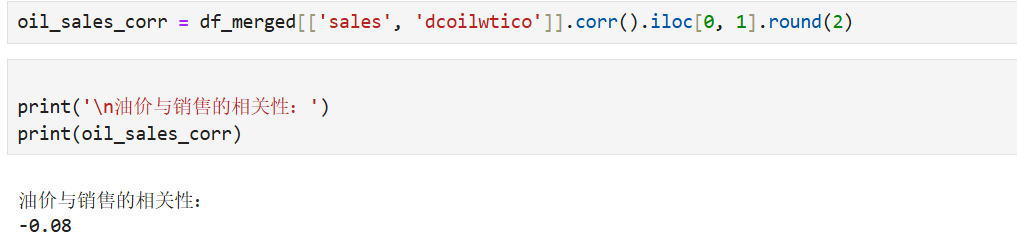 oil_sales_corr = df_merged[['sales', 'dcoilwtico']].corr().iloc[0, 1].round(2)
print('\n油价与销售的相关性：')
print(oil_sales_corr)
油价与销售的相关性：
-0.08